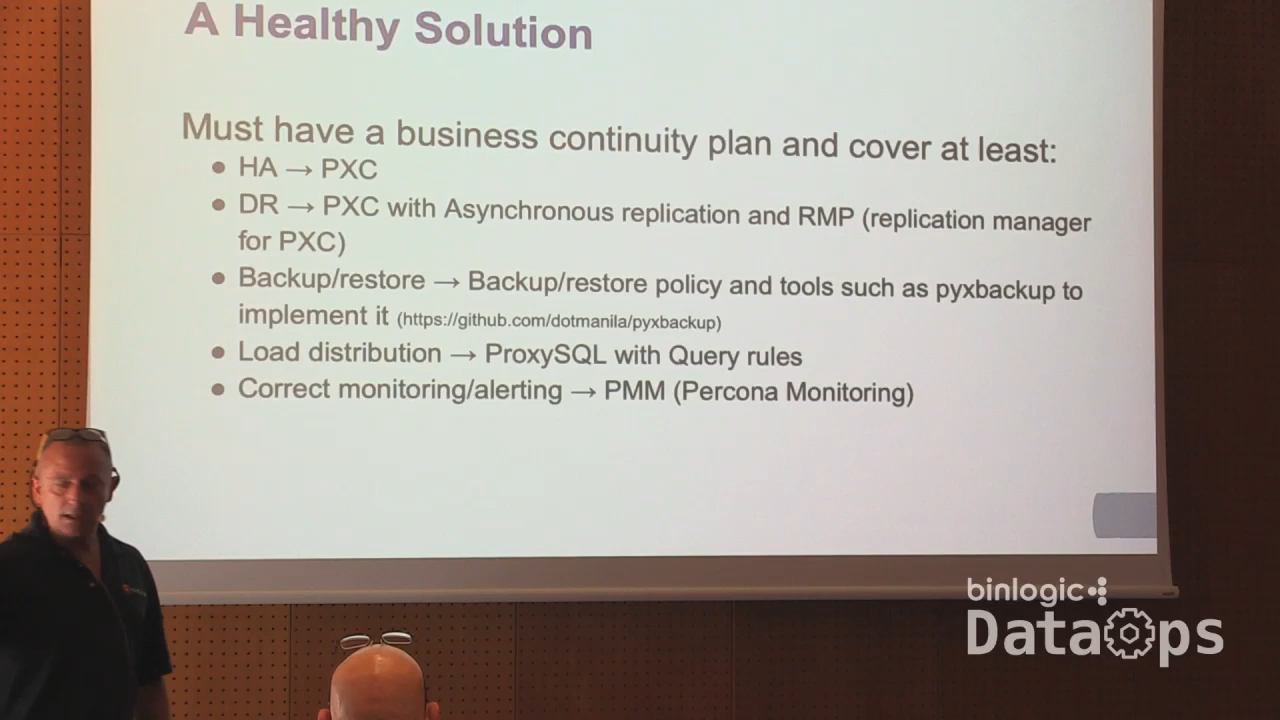 A Healthy Solution
Must have a business continuity plan and cover at least:
● HA → PXC
● DR → PXC with Asynchronous replication and RMP (replication manager
for PXC)
● Backup/restore → Backup/restore policy and tools such as pyxbackup to
implement it (https://github.com/dotmanila/pyxbackup)
● Load distribution → ProxySQL with Query rules
● Correct monitoring/alerting → PMM (Percona Monitoring)
binlogic
DataOps